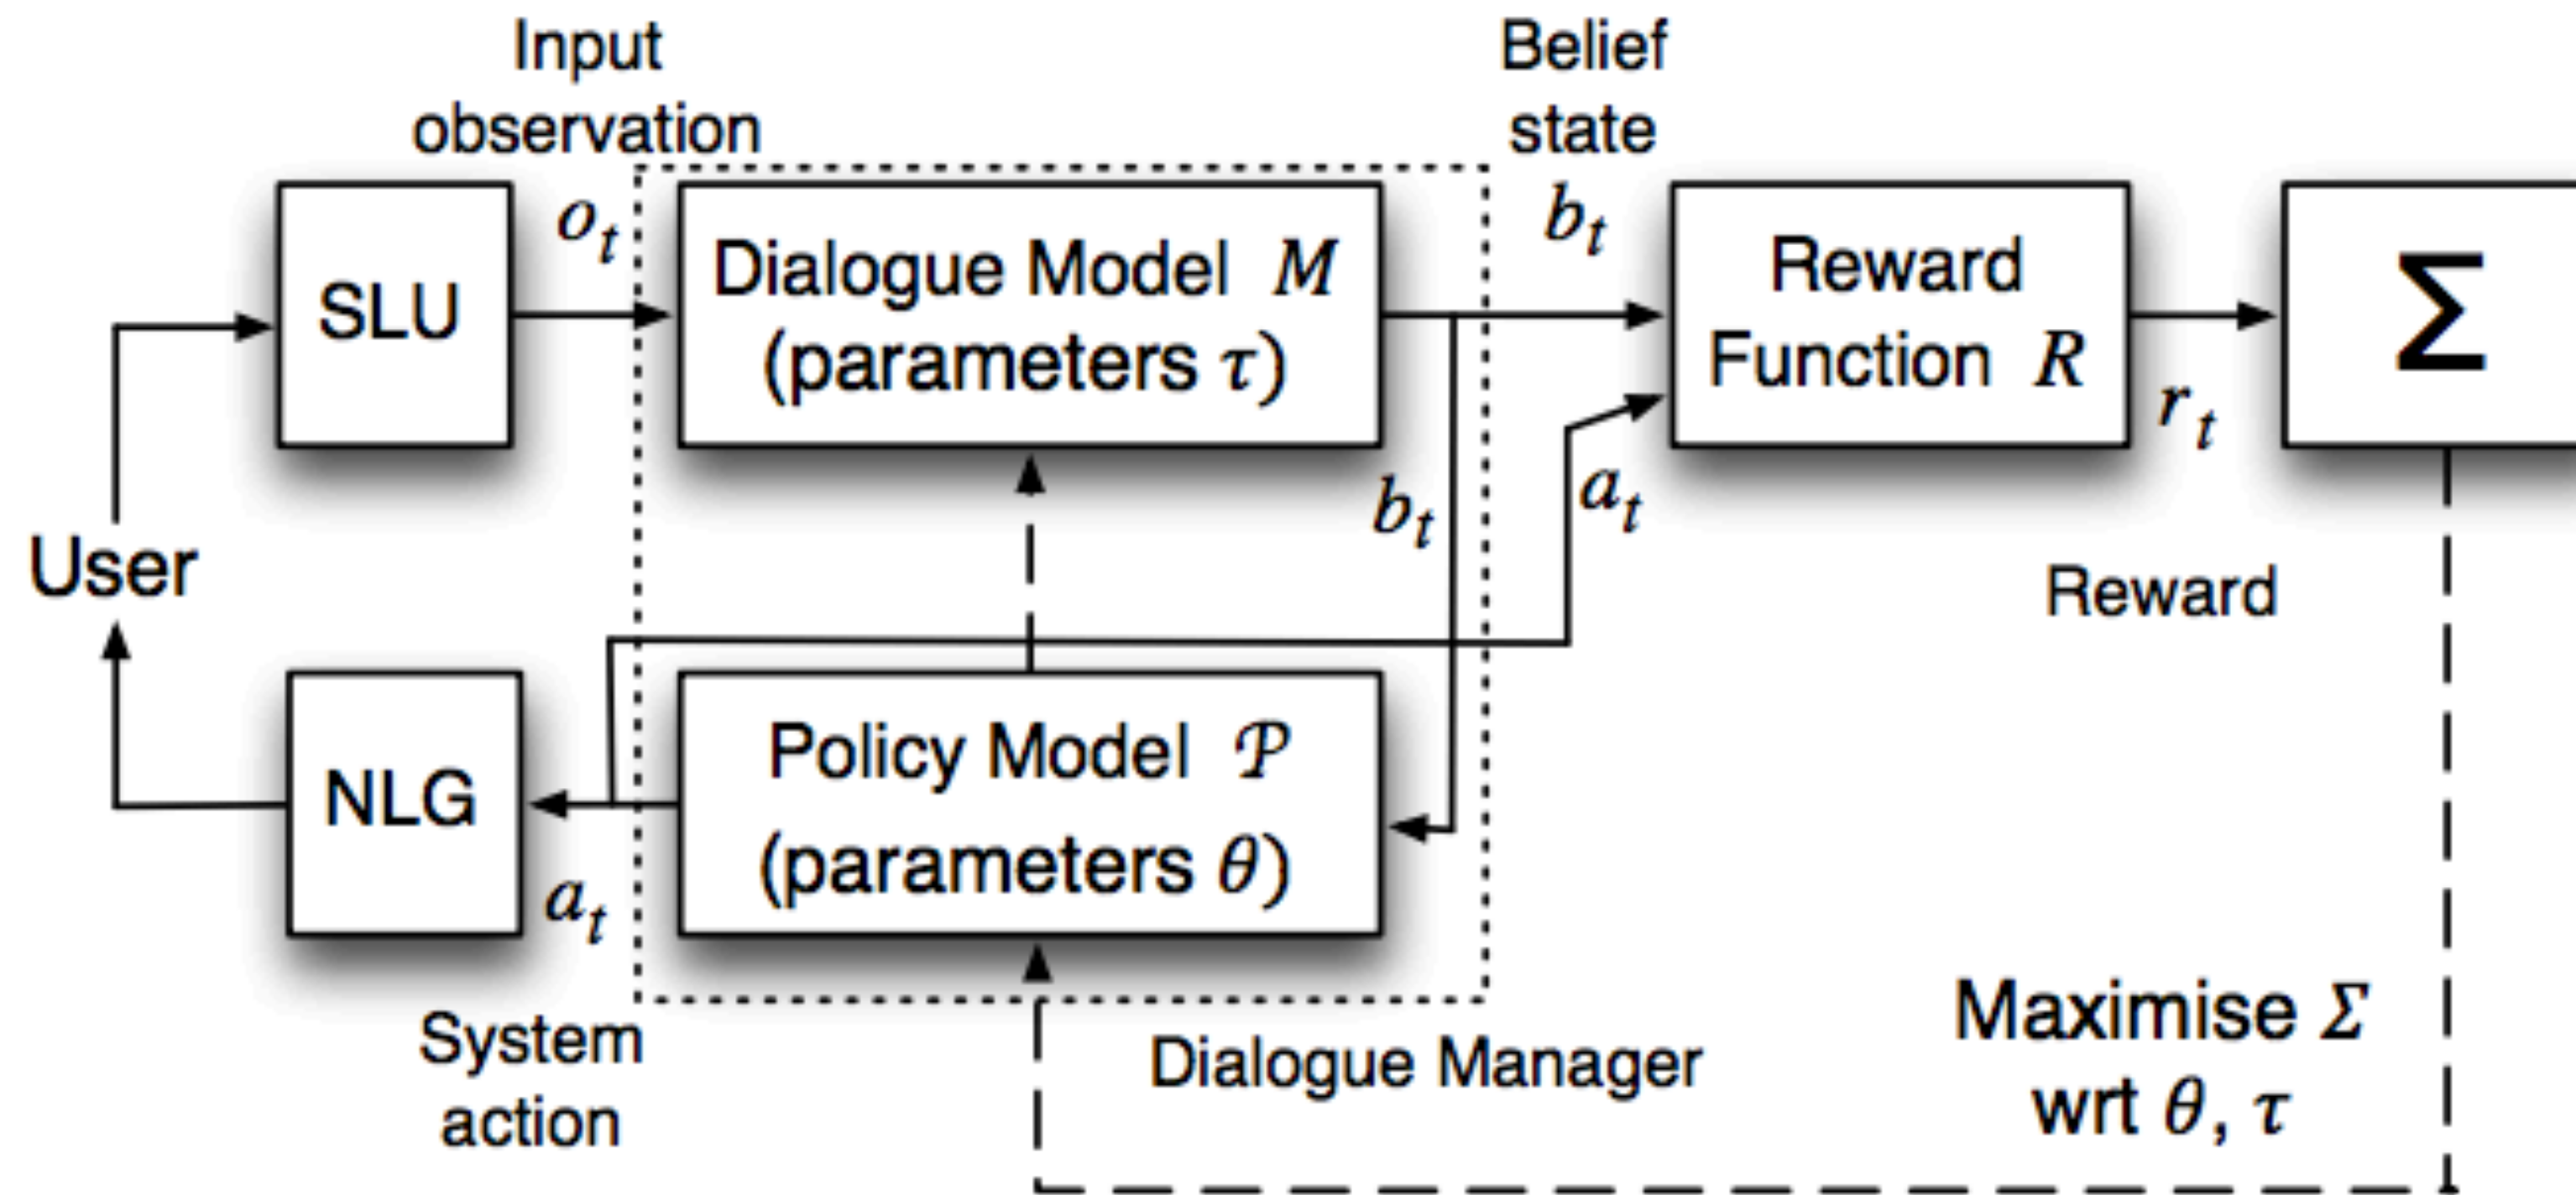 Input
observation
Belief
state
o_t
b_t
SLU
Dialogue Model M
(parameters τ)
Reward
Function R
Σ
r_t
b_t
a_t
User
Reward
NLG
Policy Model 𝒫
(parameters θ)
a_t
System
action
Dialogue Manager
Maximise Σ
wrt θ, τ